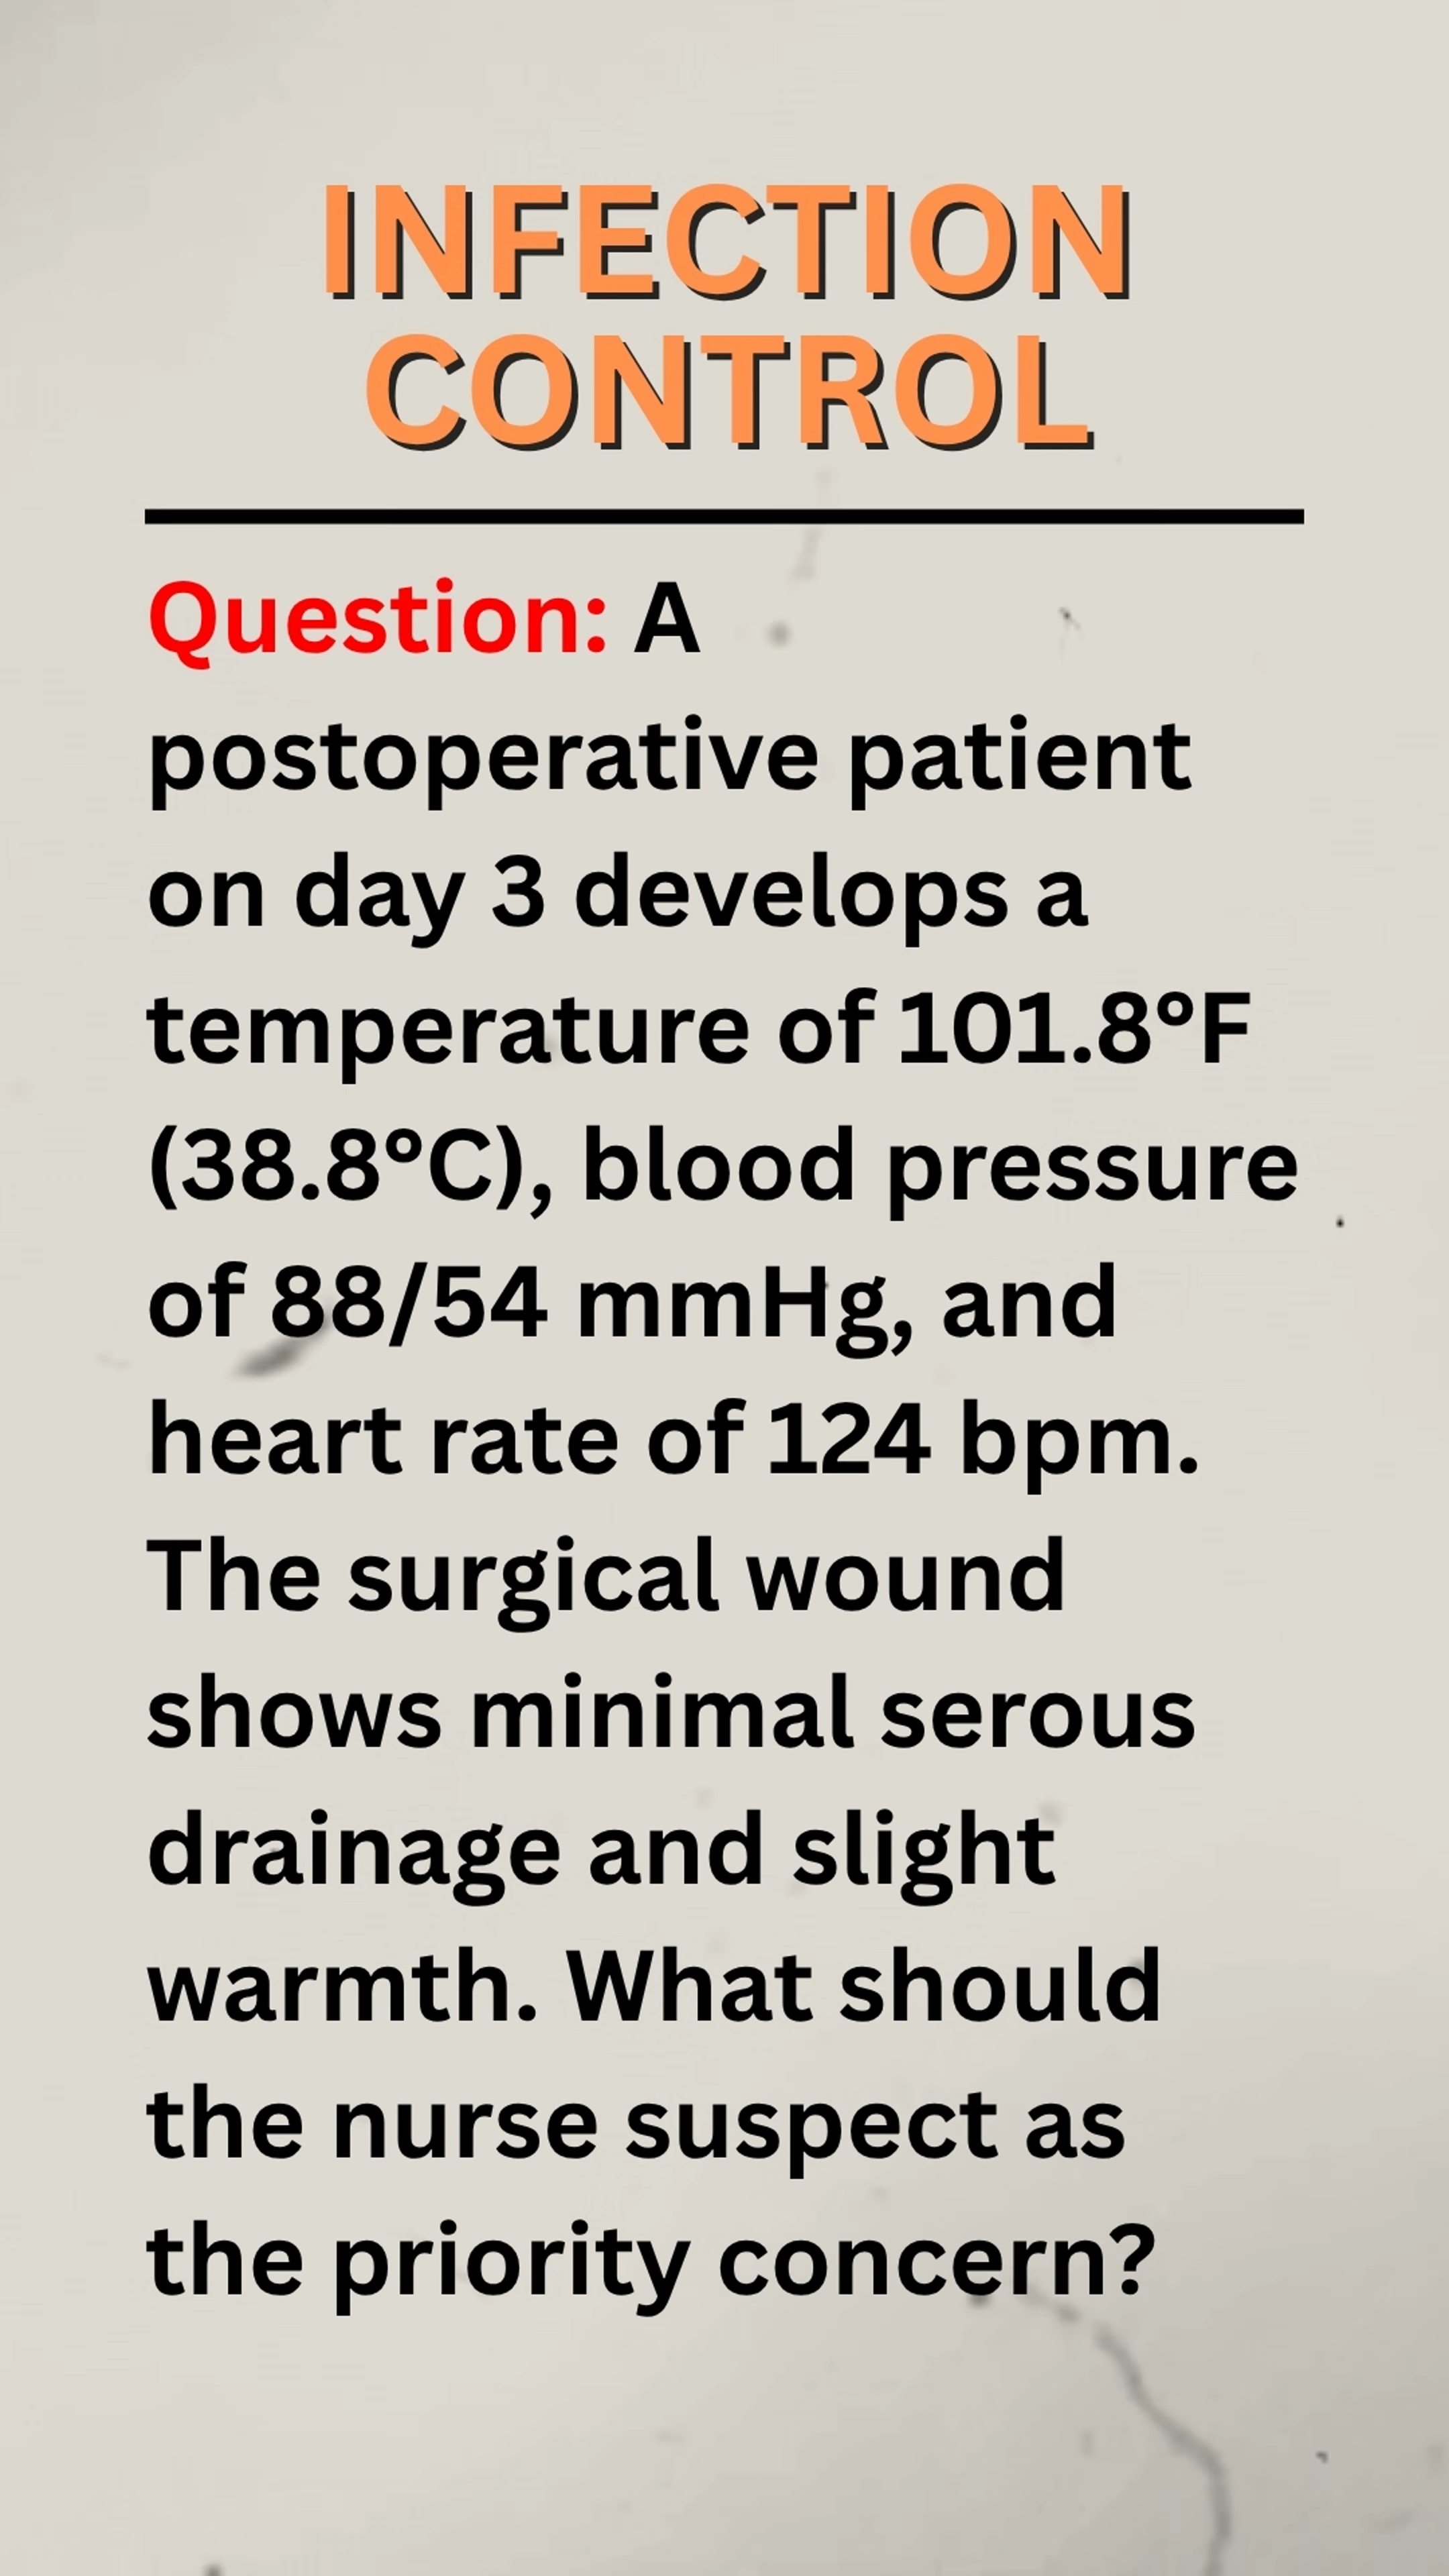 INFECTION
CONTROL
Question: A
postoperative patient
on day 3 develops a
temperature of 101.8°F
(38.8°C), blood pressure
of 88/54 mmHg, and
heart rate of 124 bpm.
The surgical wound
shows minimal serous
drainage and slight
warmth. What should
the nurse suspect as
the priority concern?